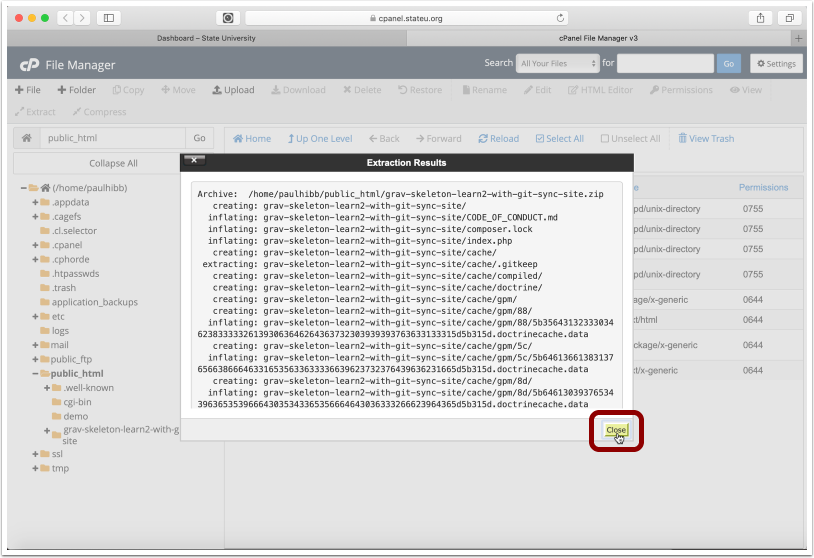 cpanel.stateu.org
Dashboard – State University
cPanel File Manager v3
cP File Manager
Search All Your Files for Go Settings
File Folder Copy Move Upload Download Delete Restore Rename Edit HTML Editor Permissions View
Extract Compress
public_html Go
Home Up One Level Back Forward Reload Select All Unselect All View Trash
Collapse All
Extraction Results
Archive: /home/paulhibb/public_html/grav-skeleton-learn2-with-git-sync-site.zip
creating: grav-skeleton-learn2-with-git-sync-site/
inflating: grav-skeleton-learn2-with-git-sync-site/CODE_OF_CONDUCT.md
inflating: grav-skeleton-learn2-with-git-sync-site/composer.lock
inflating: grav-skeleton-learn2-with-git-sync-site/index.php
creating: grav-skeleton-learn2-with-git-sync-site/cache/
extracting: grav-skeleton-learn2-with-git-sync-site/cache/.gitkeep
creating: grav-skeleton-learn2-with-git-sync-site/cache/compiled/
creating: grav-skeleton-learn2-with-git-sync-site/cache/doctrine/
creating: grav-skeleton-learn2-with-git-sync-site/cache/gpm/
creating: grav-skeleton-learn2-with-git-sync-site/cache/gpm/88/
inflating: grav-skeleton-learn2-with-git-sync-site/cache/gpm/88/5b35643132333034
creating: grav-skeleton-learn2-with-git-sync-site/cache/gpm/5c/
inflating: grav-skeleton-learn2-with-git-sync-site/cache/gpm/5c/5b64613661383137
creating: grav-skeleton-learn2-with-git-sync-site/cache/gpm/8d/
inflating: grav-skeleton-learn2-with-git-sync-site/cache/gpm/8d/5b64613039376534
Close
(/home/paulhibb)
.appdata
.cagefs
.cl.selector
.cpanel
.cphorde
.htpasswds
.trash
application_backups
etc
logs
mail
public_ftp
public_html
.well-known
cgi-bin
demo
grav-skeleton-learn2-with-g
site
ssl
tmp
e Permissions
pd/unix-directory 0755
pd/unix-directory 0755
pd/unix-directory 0755
pd/unix-directory 0755
kage/x-generic 0644
xt/html 0644
ckage/x-generic 0644
xt/x-generic 0644